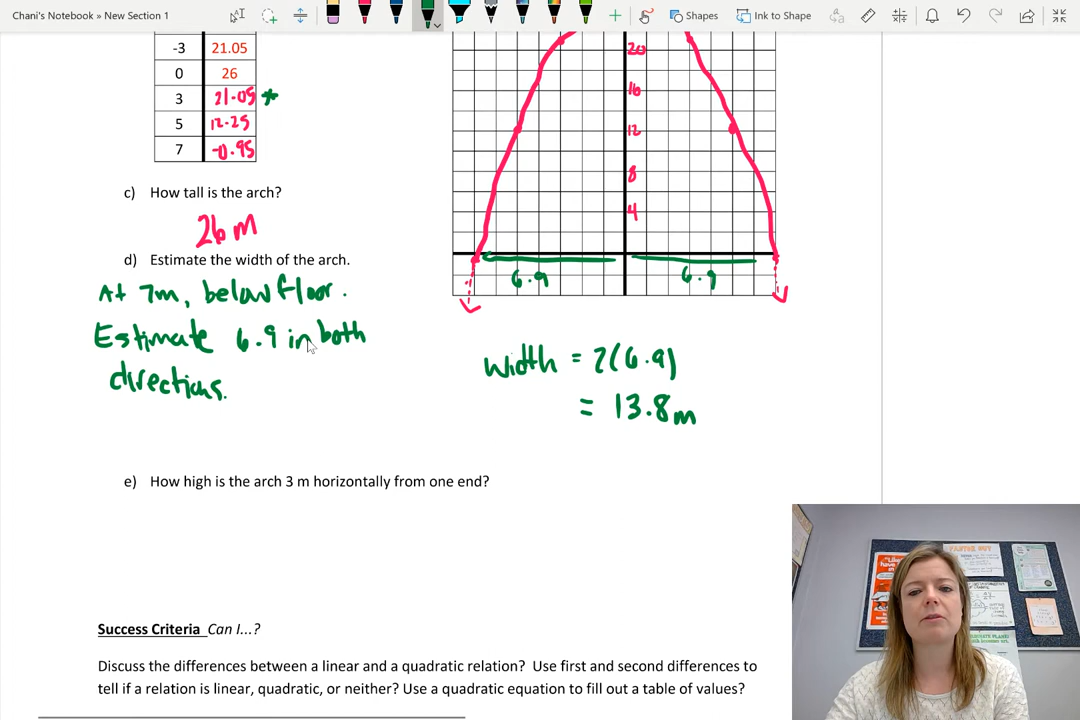 Chani's Notebook » New Section 1
Shapes
Ink to Shape
-3 21.05
0 26
3 21.05 *
5 12.25
7 -0.95
20
16
12
8
4
6.9
6.9
c) How tall is the arch?
26 m
d) Estimate the width of the arch.
At 7m, below floor.
Estimate 6.9 in both
directions.
width = 2(6.9)
= 13.8m
e) How high is the arch 3 m horizontally from one end?
Success Criteria Can I...?
Discuss the differences between a linear and a quadratic relation? Use first and second differences to
tell if a relation is linear, quadratic, or neither? Use a quadratic equation to fill out a table of values?